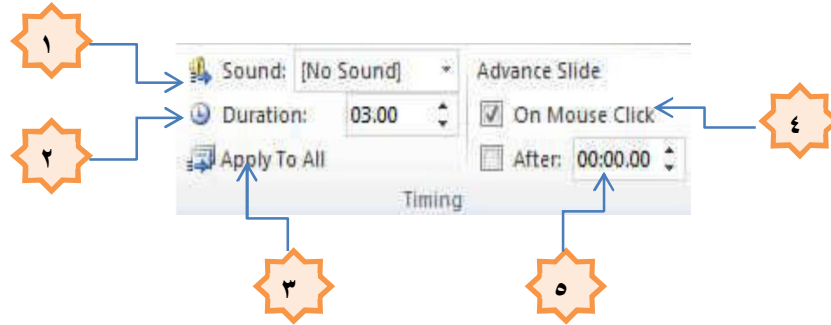 ١
Sound: [No Sound]
Advance Slide
٢
Duration: 03.00
On Mouse Click
٤
Apply To All
After: 00:00.00
Timing
٣
٥